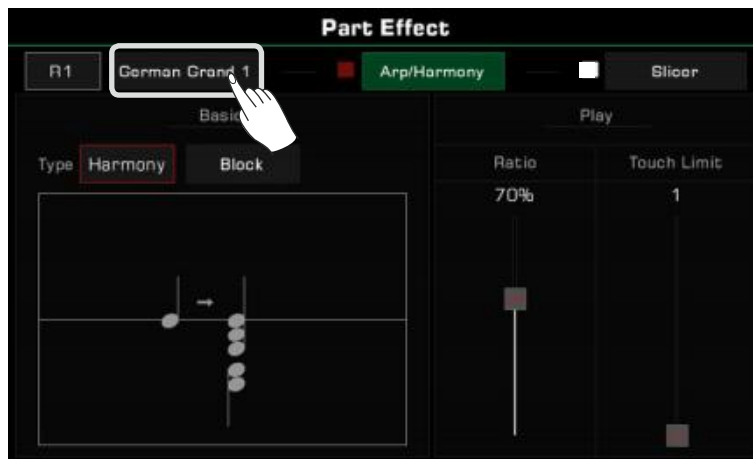 Part Effect
R1 German Grand 1 Arp/Harmony Slicer
Basic Play
Type Harmony Block Ratio Touch Limit
70% 1